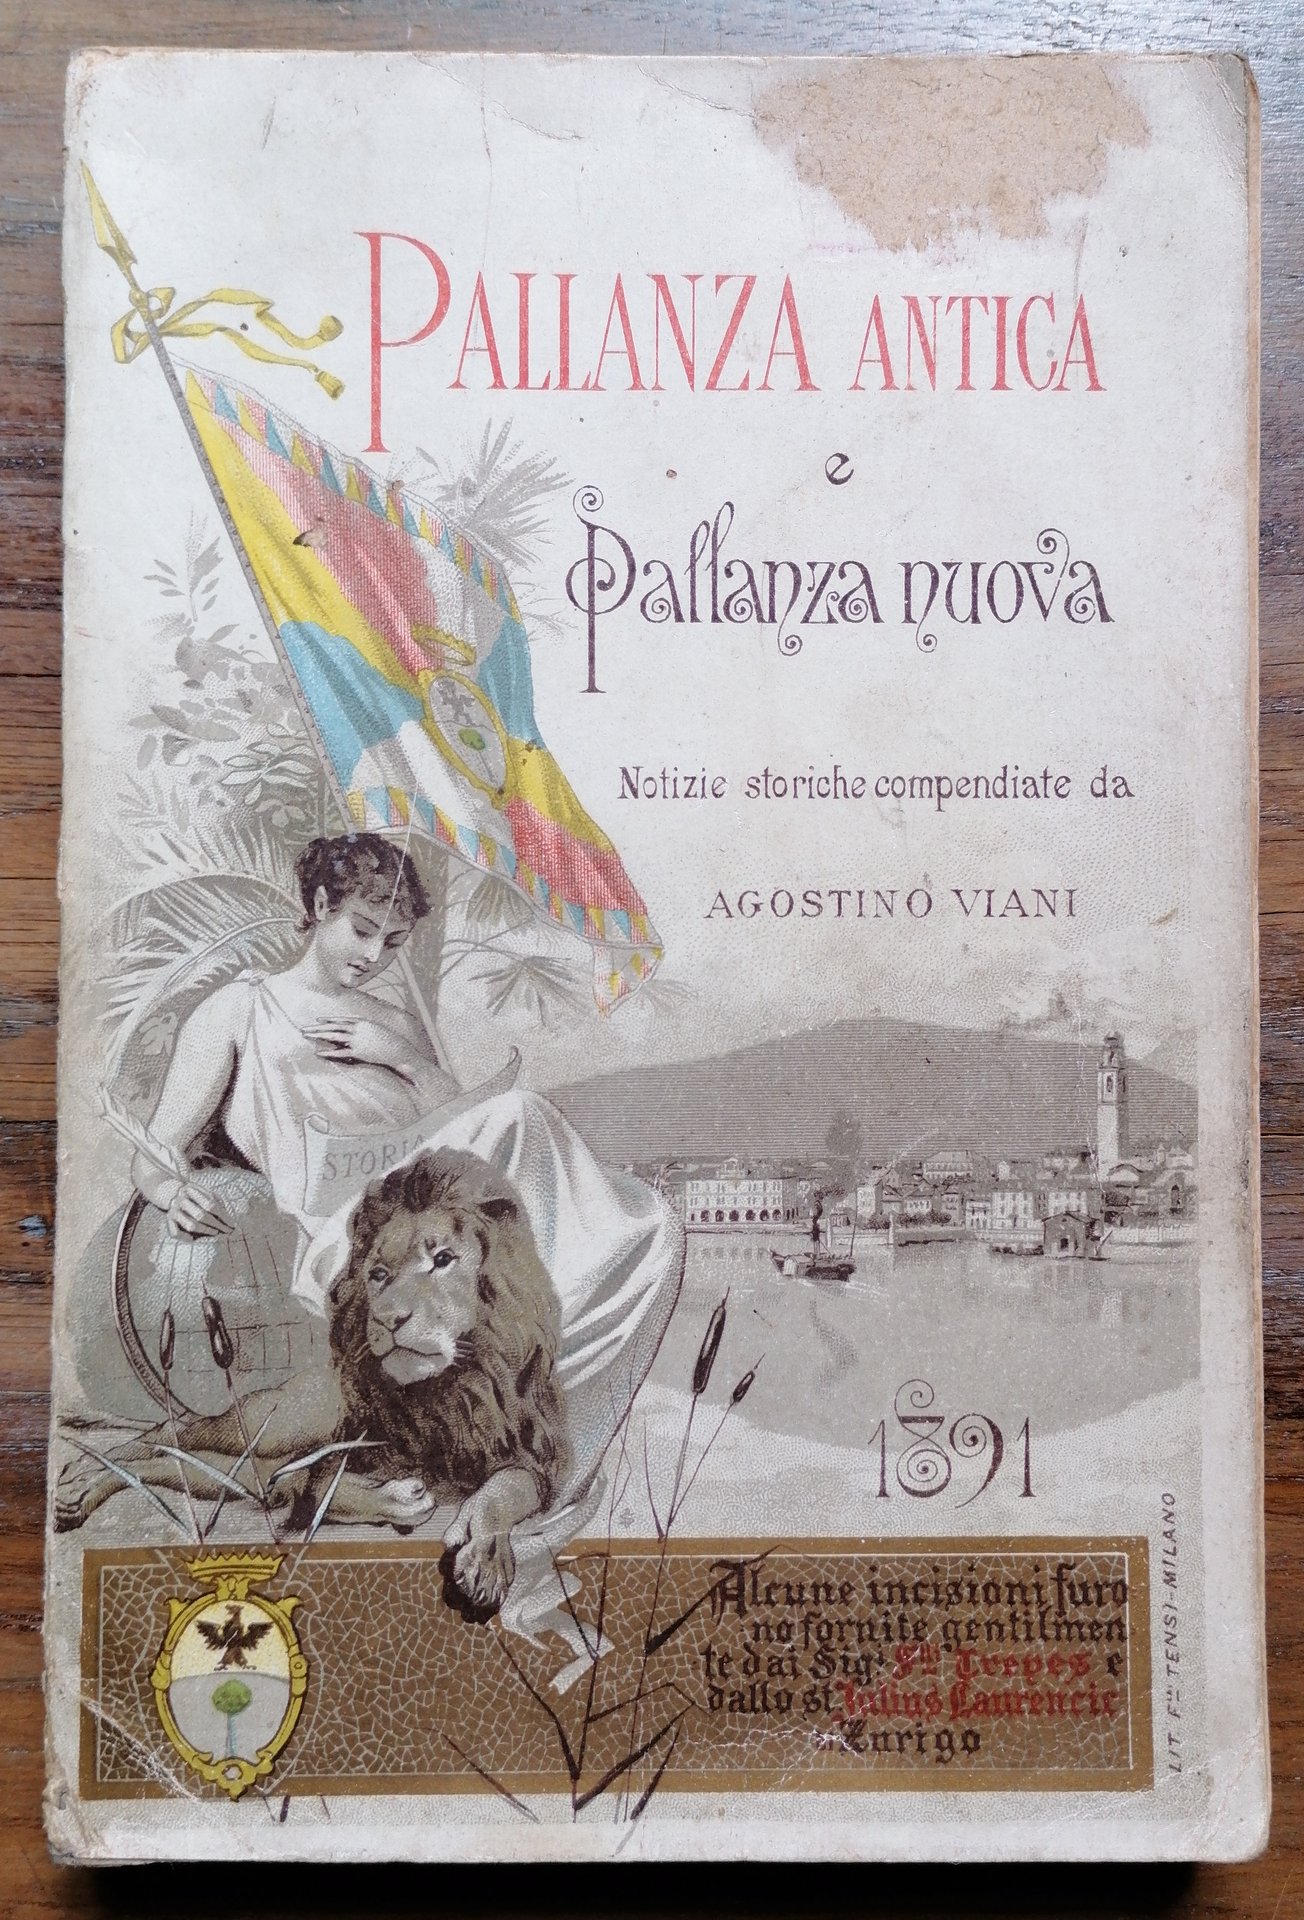 PALLANZA ANTICA
e
Pallanza nuova
Notizie storiche compendiate da
AGOSTINO VIANI
STORIA
1891
Alcune incisioni furo
no fornite gentilmen
te dai Sig.ⁱ F.lli Treves e
dallo st. Julius Laurencic
Zurigo
LIT. F.lli TENSI-MILANO